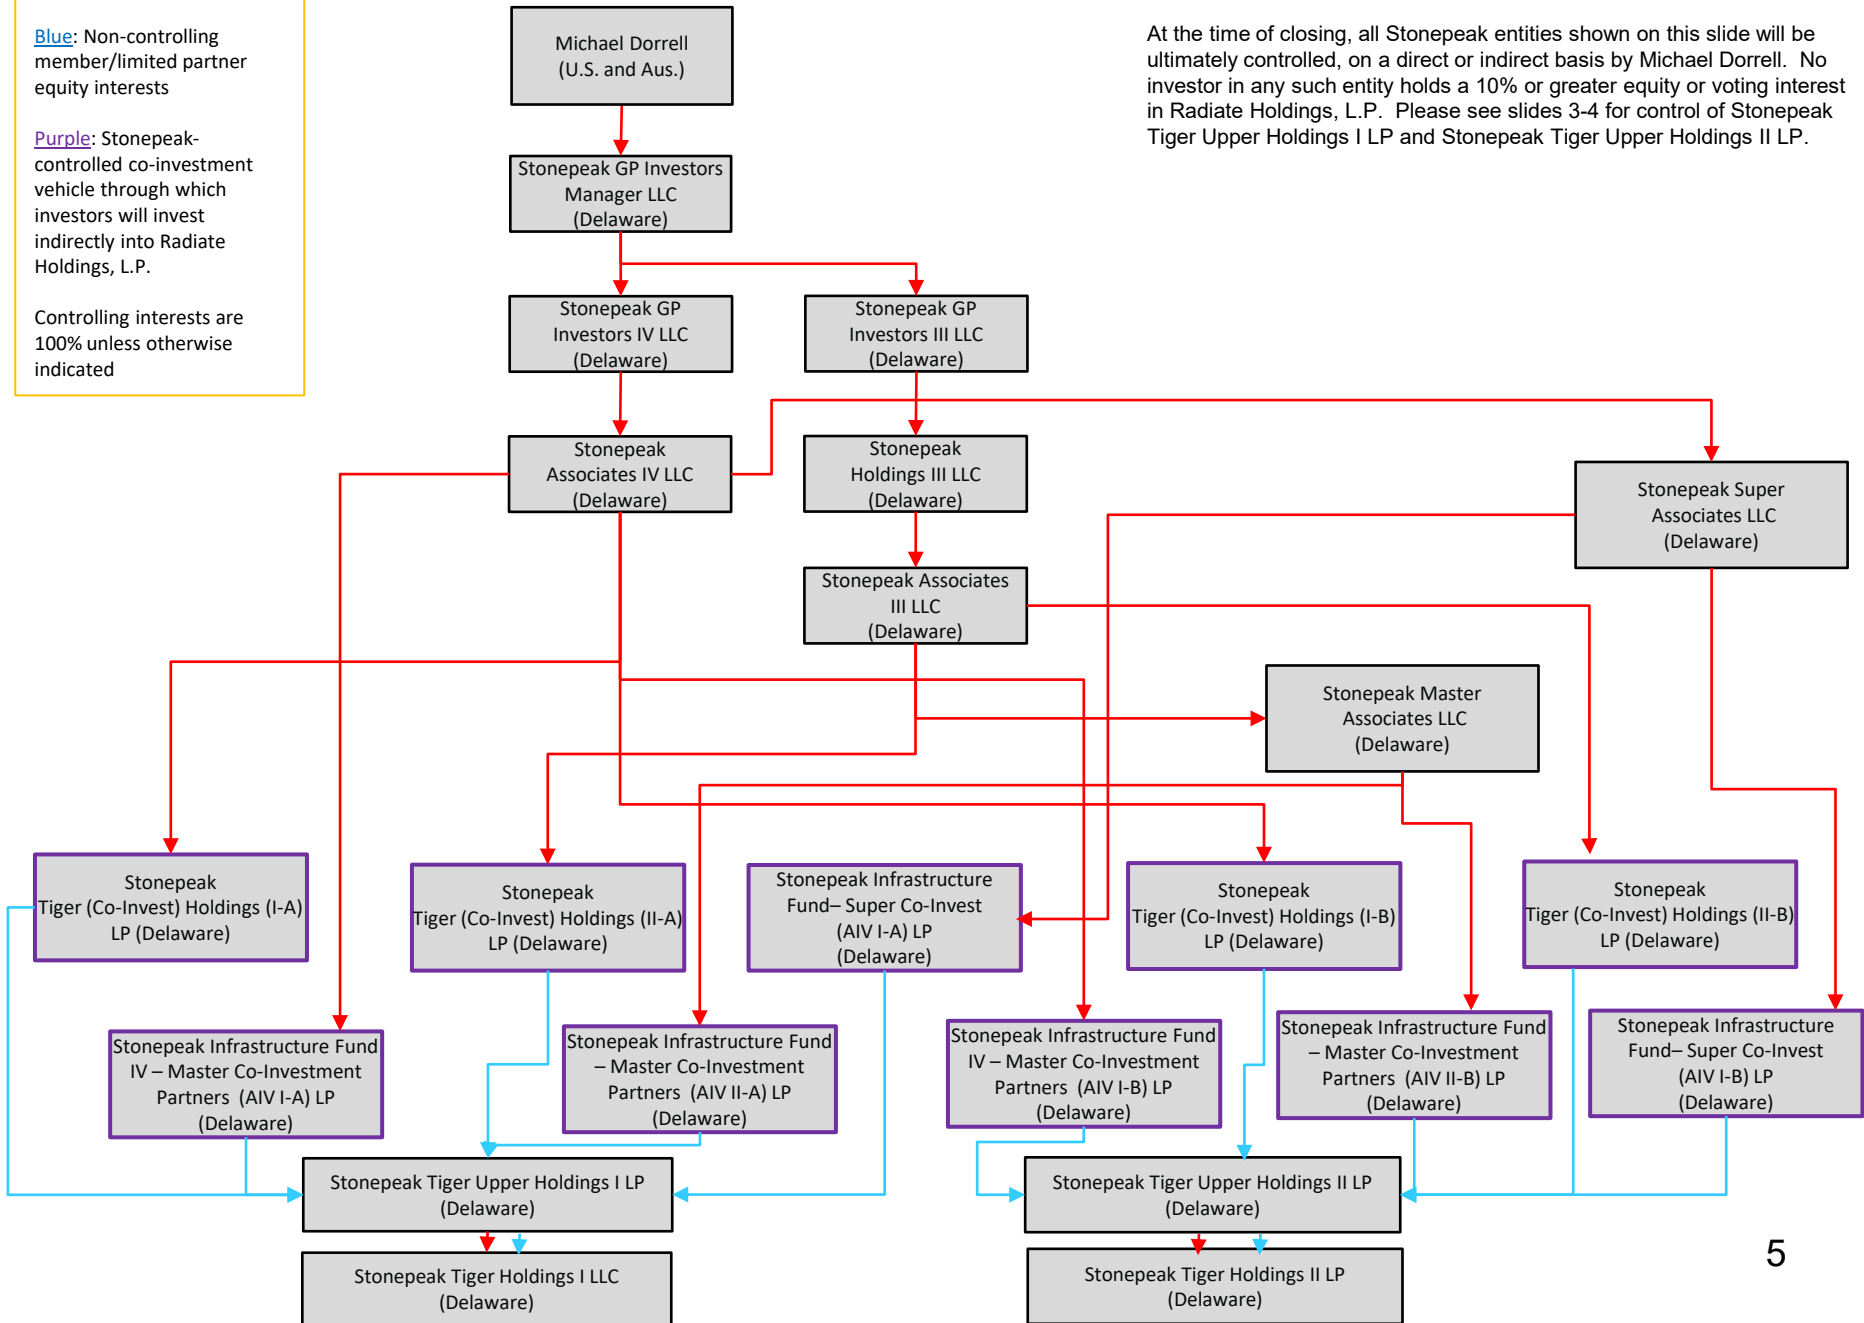 Blue: Non-controlling
member/limited partner
equity interests
Purple: Stonepeak-
controlled co-investment
vehicle through which
investors will invest
indirectly into Radiate
Holdings, L.P.
Controlling interests are
100% unless otherwise
indicated
At the time of closing, all Stonepeak entities shown on this slide will be
ultimately controlled, on a direct or indirect basis by Michael Dorrell.  No
investor in any such entity holds a 10% or greater equity or voting interest
in Radiate Holdings, L.P.  Please see slides 3-4 for control of Stonepeak
Tiger Upper Holdings I LP and Stonepeak Tiger Upper Holdings II LP.
Michael Dorrell
(U.S. and Aus.)
Stonepeak GP Investors
Manager LLC
(Delaware)
Stonepeak GP
Investors IV LLC
(Delaware)
Stonepeak GP
Investors III LLC
(Delaware)
Stonepeak
Associates IV LLC
(Delaware)
Stonepeak
Holdings III LLC
(Delaware)
Stonepeak Super
Associates LLC
(Delaware)
Stonepeak Associates
III LLC
(Delaware)
Stonepeak Master
Associates LLC
(Delaware)
Stonepeak
Tiger (Co-Invest) Holdings (I-A)
LP (Delaware)
Stonepeak
Tiger (Co-Invest) Holdings (II-A)
LP (Delaware)
Stonepeak Infrastructure
Fund– Super Co-Invest
(AIV I-A) LP
(Delaware)
Stonepeak
Tiger (Co-Invest) Holdings (I-B)
LP (Delaware)
Stonepeak
Tiger (Co-Invest) Holdings (II-B)
LP (Delaware)
Stonepeak Infrastructure Fund
IV – Master Co-Investment
Partners  (AIV I-A) LP
(Delaware)
Stonepeak Infrastructure Fund
– Master Co-Investment
Partners  (AIV II-A) LP
(Delaware)
Stonepeak Infrastructure Fund
IV – Master Co-Investment
Partners  (AIV I-B) LP
(Delaware)
Stonepeak Infrastructure Fund
– Master Co-Investment
Partners  (AIV II-B) LP
(Delaware)
Stonepeak Infrastructure
Fund– Super Co-Invest
(AIV I-B) LP
(Delaware)
Stonepeak Tiger Upper Holdings I LP
(Delaware)
Stonepeak Tiger Upper Holdings II LP
(Delaware)
Stonepeak Tiger Holdings I LLC
(Delaware)
Stonepeak Tiger Holdings II LP
(Delaware)
5